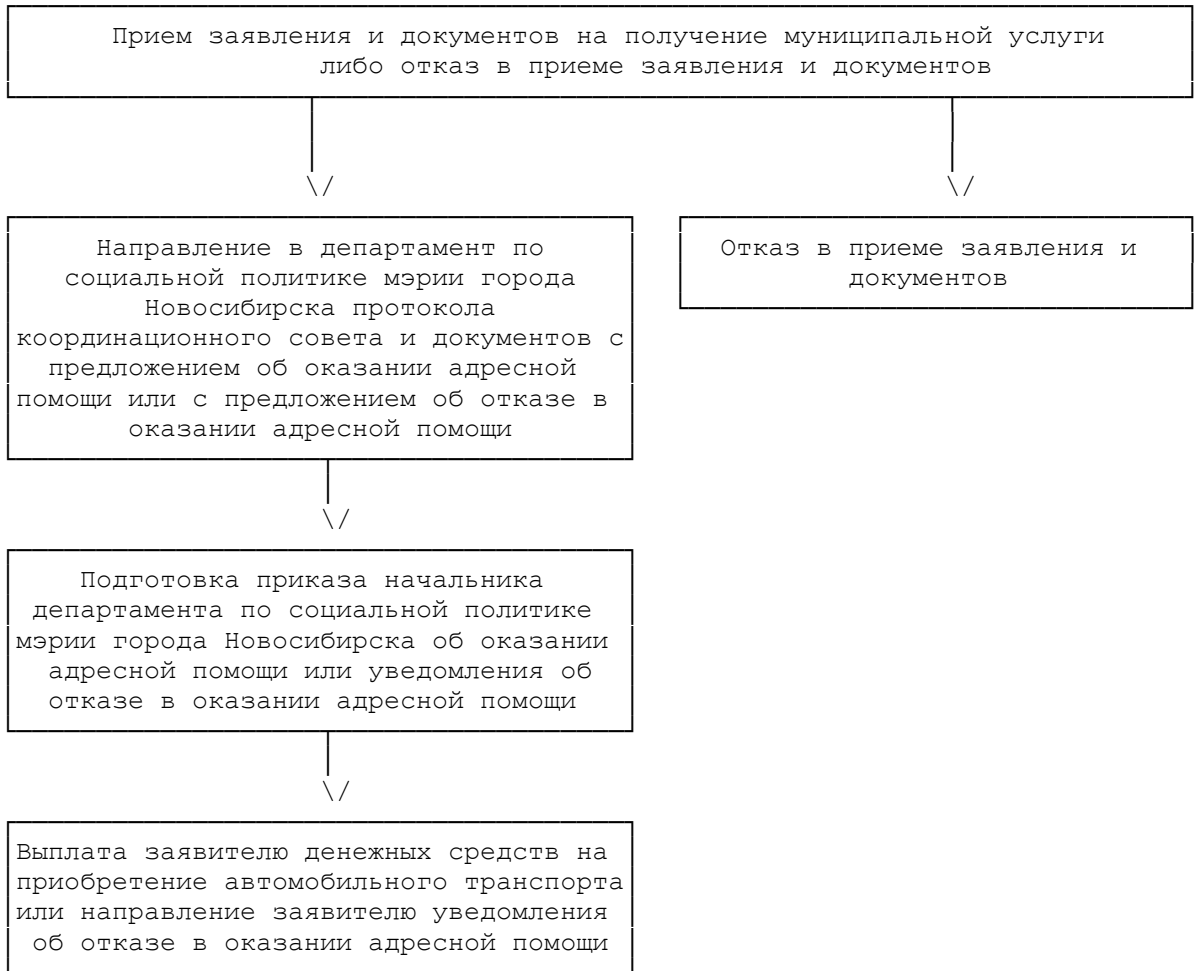 Прием заявления и документов на получение муниципальной услуги
либо отказ в приеме заявления и документов
Направление в департамент по
социальной политике мэрии города
Новосибирска протокола
координационного совета и документов с
предложением об оказании адресной
помощи или с предложением об отказе в
оказании адресной помощи
Отказ в приеме заявления и
документов
Подготовка приказа начальника
департамента по социальной политике
мэрии города Новосибирска об оказании
адресной помощи или уведомления об
отказе в оказании адресной помощи
Выплата заявителю денежных средств на
приобретение автомобильного транспорта
или направление заявителю уведомления
об отказе в оказании адресной помощи